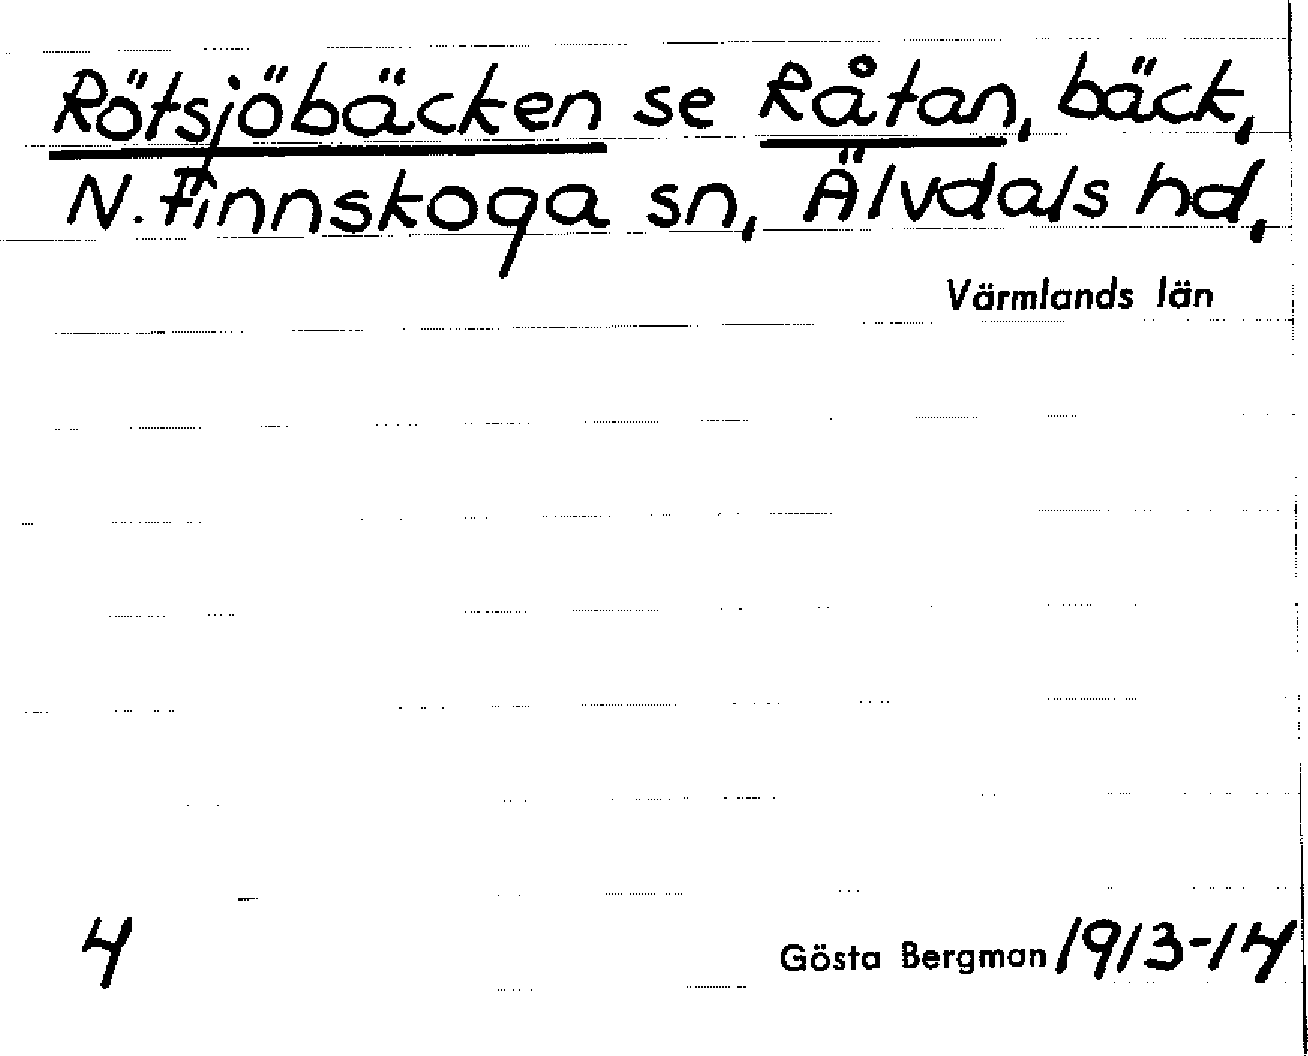 Rötsjöbäcken se Råtan, bäck,
N. Finnskoga sn, Älvdals hd,
Värmlands län
4
Gösta Bergman 1913-14